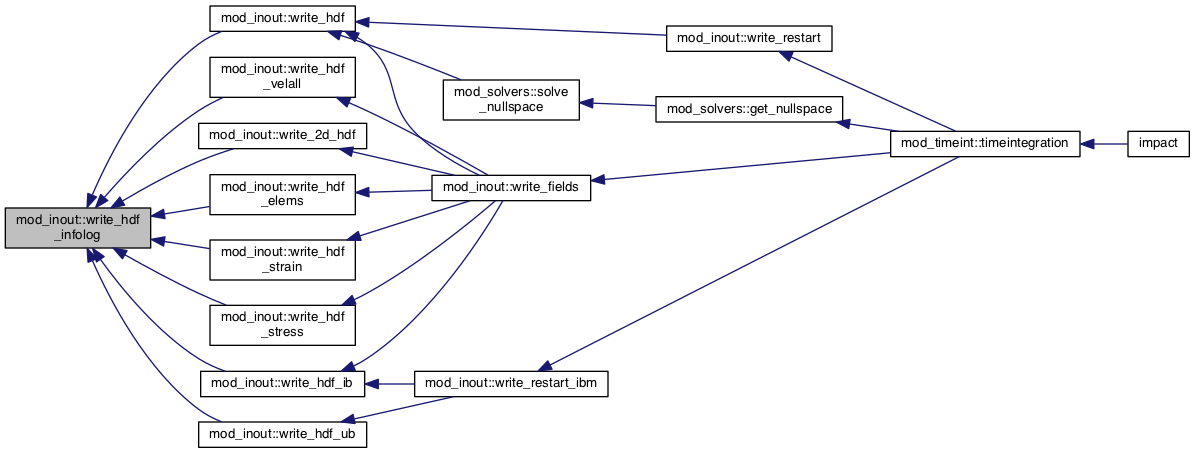 mod_inout::write_hdf
_infolog
mod_inout::write_hdf
mod_inout::write_hdf
_velall
mod_inout::write_2d_hdf
mod_inout::write_hdf
_elems
mod_inout::write_hdf
_strain
mod_inout::write_hdf
_stress
mod_inout::write_hdf_ib
mod_inout::write_hdf_ub
mod_solvers::solve
_nullspace
mod_inout::write_fields
mod_inout::write_restart_ibm
mod_inout::write_restart
mod_solvers::get_nullspace
mod_timeint::timeintegration
impact